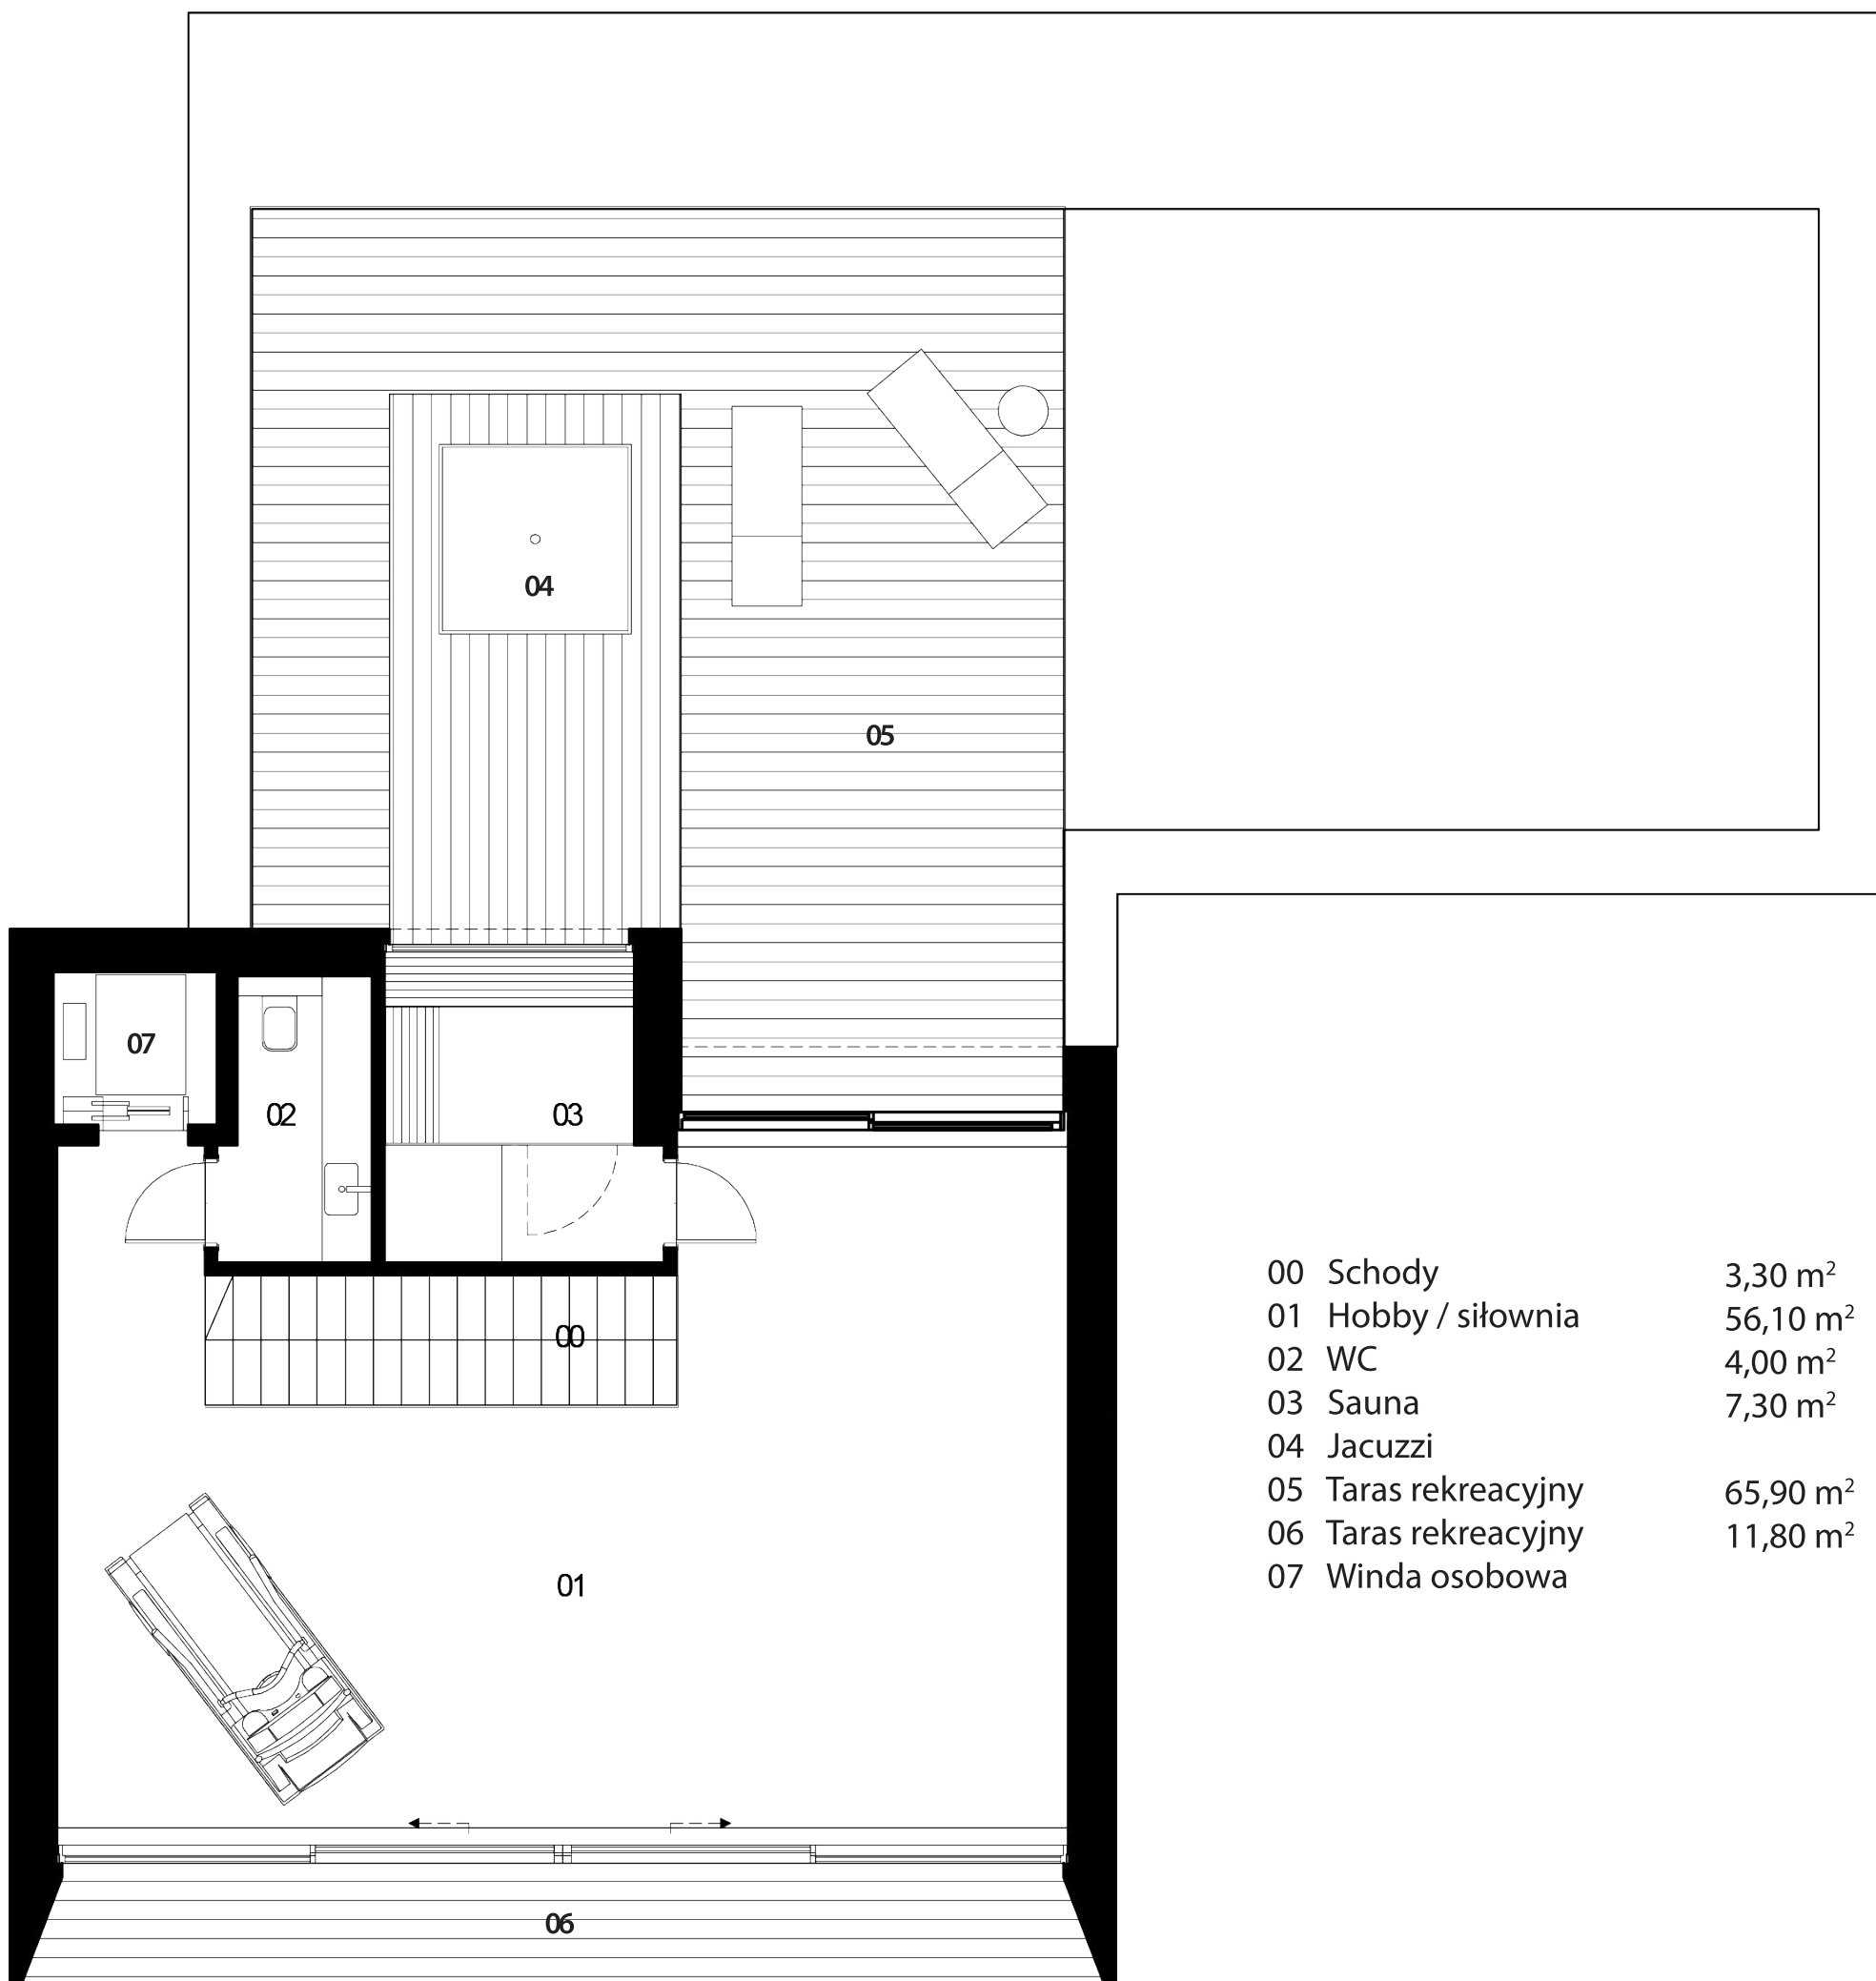 04
05
07
02
03
00
00 Schody 3,30 m²
01 Hobby / siłownia 56,10 m²
02 WC 4,00 m²
03 Sauna 7,30 m²
04 Jacuzzi
05 Taras rekreacyjny 65,90 m²
06 Taras rekreacyjny 11,80 m²
07 Winda osobowa
01
06